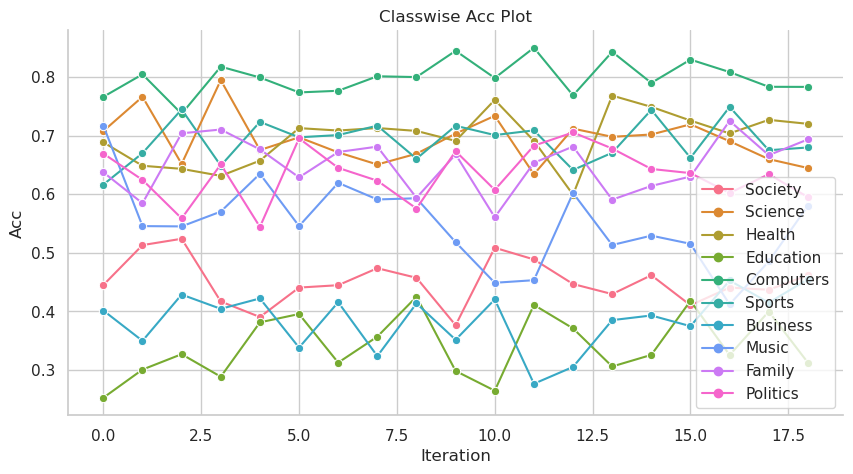 Classwise Acc Plot
Acc
0.8
0.7
0.6
0.5
0.4
0.3
Society
Science
Health
Education
Computers
Sports
Business
Music
Family
Politics
0.0 2.5 5.0 7.5 10.0 12.5 15.0 17.5
Iteration